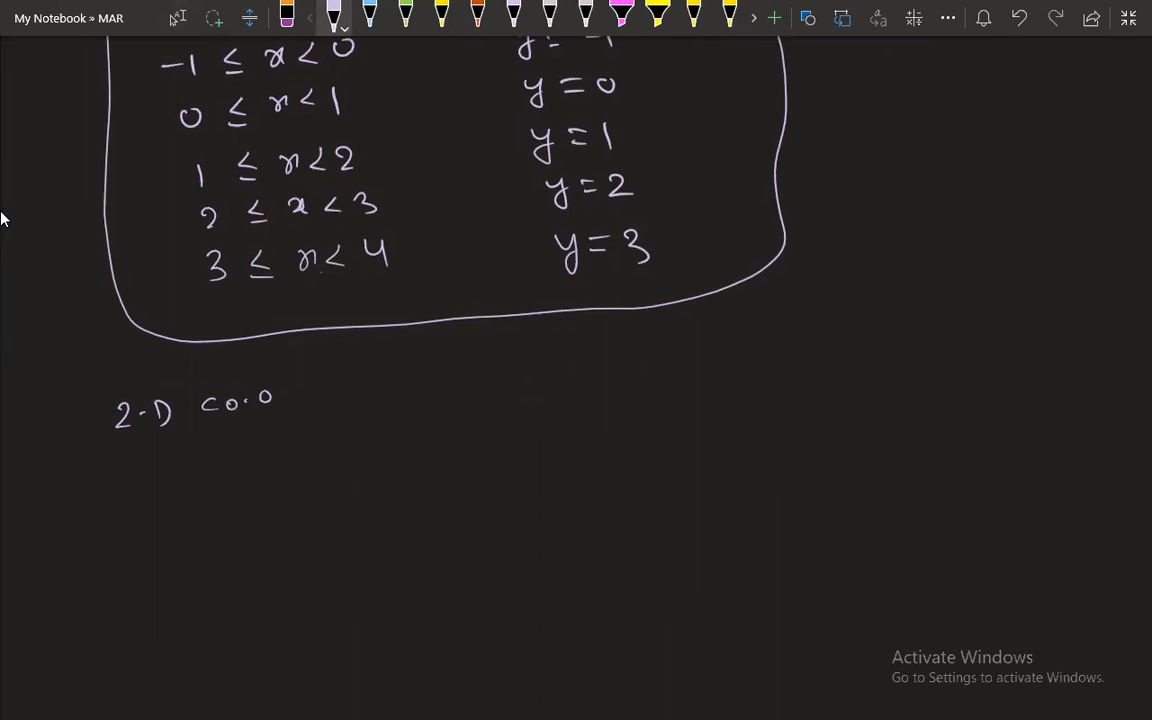 My Notebook » MAR
-1 ≤ x < 0 y = -1
0 ≤ x < 1 y = 0
1 ≤ x < 2 y = 1
2 ≤ x < 3 y = 2
3 ≤ x < 4 y = 3
2-D co.o
Activate Windows
Go to Settings to activate Windows.